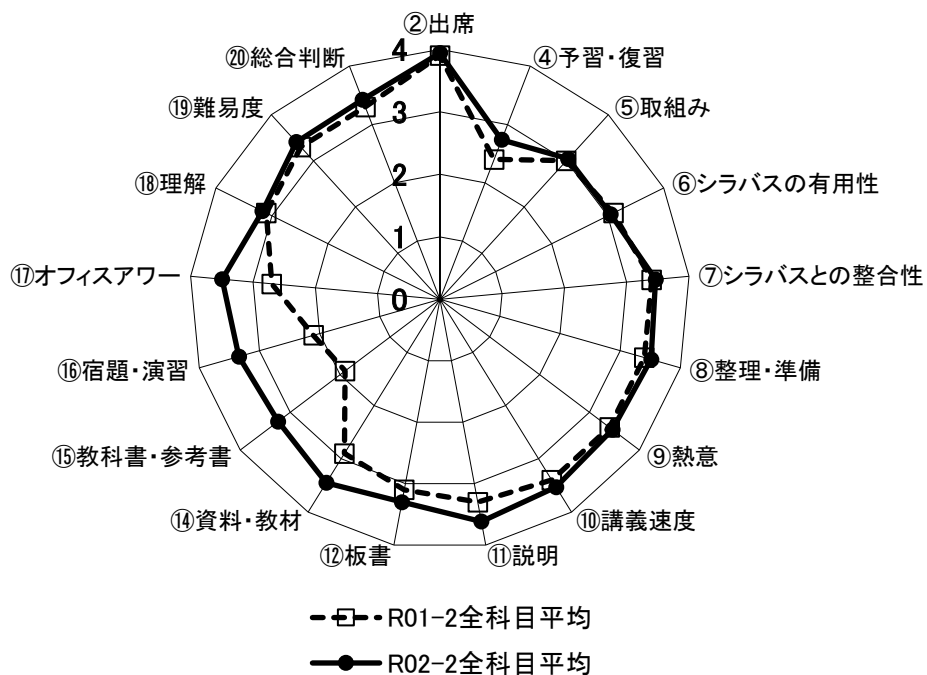 ②出席
④予習・復習
⑤取組み
⑥シラバスの有用性
⑦シラバスとの整合性
⑧整理・準備
⑨熱意
⑩講義速度
⑪説明
⑫板書
⑭資料・教材
⑮教科書・参考書
⑯宿題・演習
⑰オフィスアワー
⑱理解
⑲難易度
⑳総合判断
4
3
2
1
0
R01-2全科目平均
R02-2全科目平均